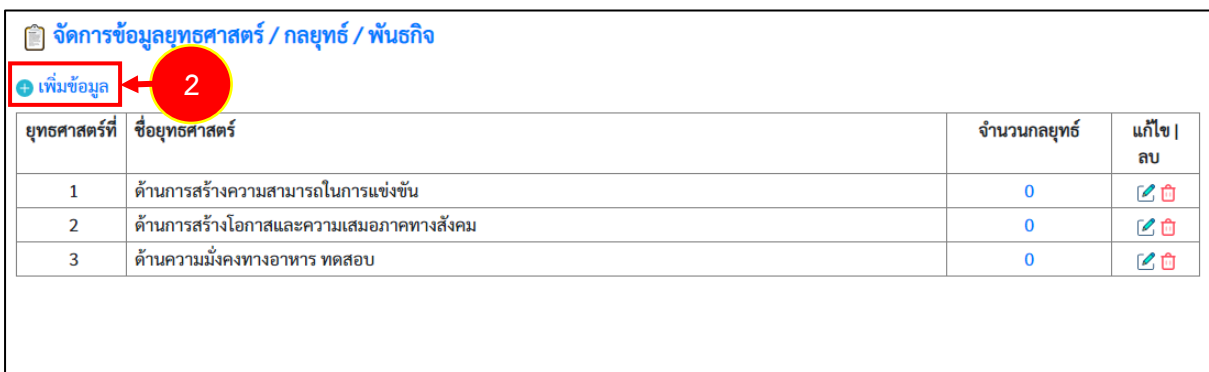 จัดการข้อมูลยุทธศาสตร์ / กลยุทธ์ / พันธกิจ
เพิ่มข้อมูล 2
ยุทธศาสตร์ที่ ชื่อยุทธศาสตร์ จำนวนกลยุทธ์ แก้ไข | ลบ
1 ด้านการสร้างความสามารถในการแข่งขัน 0
2 ด้านการสร้างโอกาสและความเสมอภาคทางสังคม 0
3 ด้านความมั่งคงทางอาหาร ทดสอบ 0